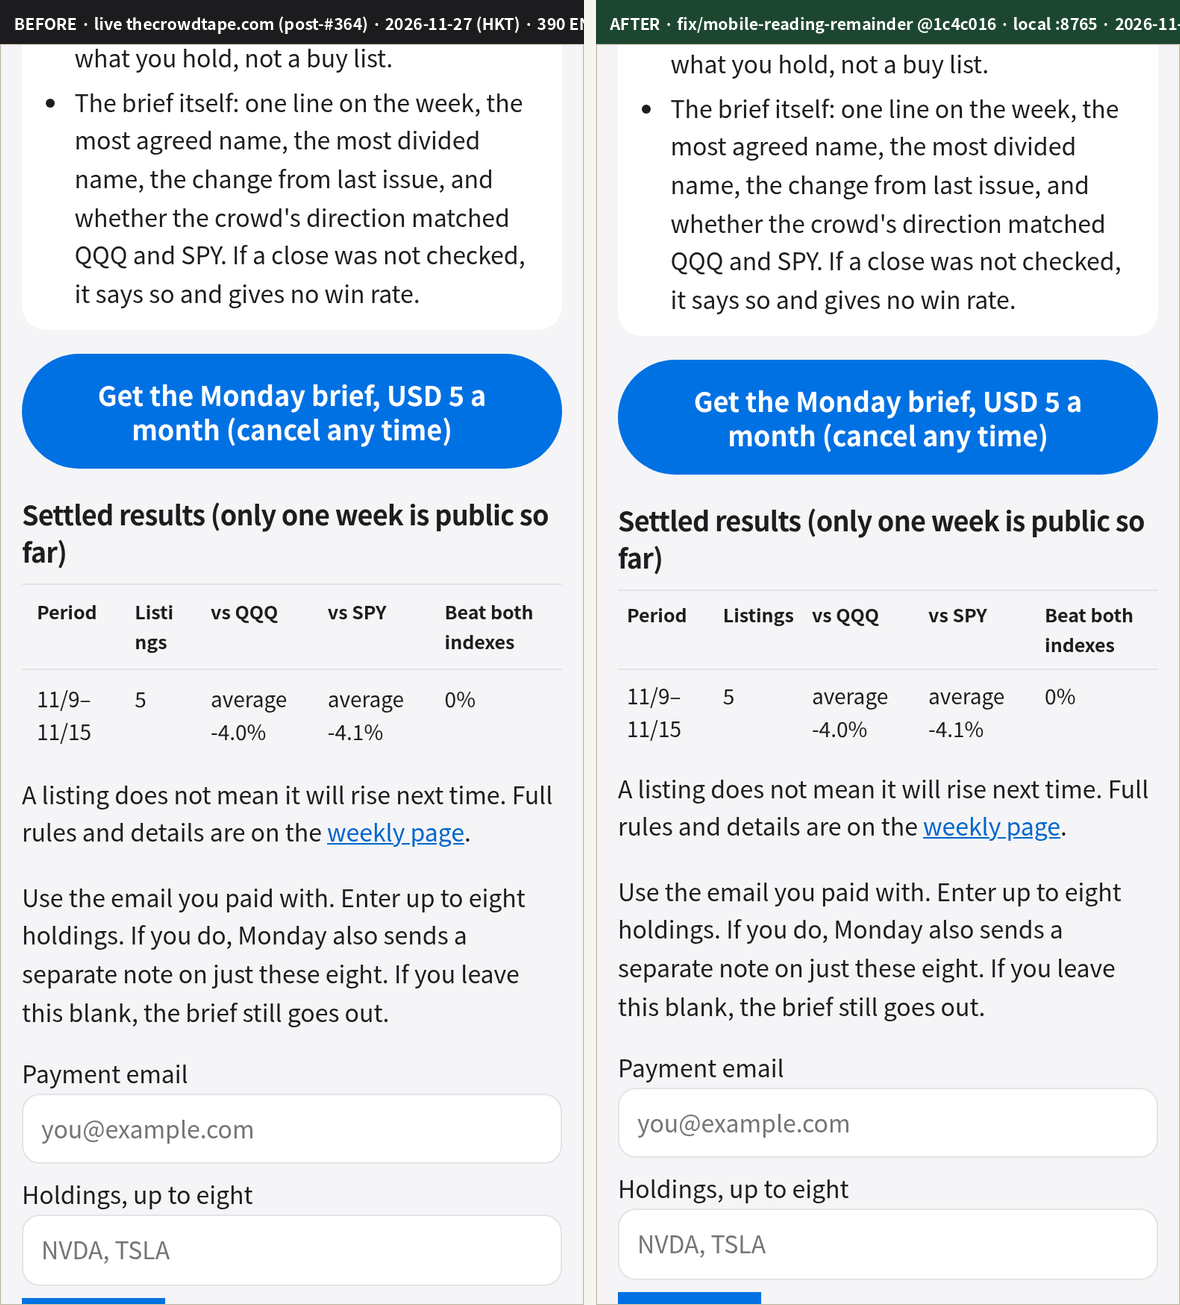 BEFORE · live thecrowdtape.com (post-#364) · 2026-11-27 (HKT) · 390
what you hold, not a buy list.
• The brief itself: one line on the week, the
most agreed name, the most divided
name, the change from last issue, and
whether the crowd's direction matched
QQQ and SPY. If a close was not checked,
it says so and gives no win rate.
Get the Monday brief, USD 5 a
month (cancel any time)
Settled results (only one week is public so
far)
Period Listi vs QQQ vs SPY Beat both
ngs indexes
11/9– 5 average average 0%
11/15 -4.0% -4.1%
A listing does not mean it will rise next time. Full
rules and details are on the weekly page.
Use the email you paid with. Enter up to eight
holdings. If you do, Monday also sends a
separate note on just these eight. If you leave
this blank, the brief still goes out.
Payment email
you@example.com
Holdings, up to eight
NVDA, TSLA
AFTER · fix/mobile-reading-remainder @1c4c016 · local :8765 · 2026-11-
what you hold, not a buy list.
• The brief itself: one line on the week, the
most agreed name, the most divided
name, the change from last issue, and
whether the crowd's direction matched
QQQ and SPY. If a close was not checked,
it says so and gives no win rate.
Get the Monday brief, USD 5 a
month (cancel any time)
Settled results (only one week is public so
far)
Period Listings vs QQQ vs SPY Beat both
indexes
11/9– 5 average average 0%
11/15 -4.0% -4.1%
A listing does not mean it will rise next time. Full
rules and details are on the weekly page.
Use the email you paid with. Enter up to eight
holdings. If you do, Monday also sends a
separate note on just these eight. If you leave
this blank, the brief still goes out.
Payment email
you@example.com
Holdings, up to eight
NVDA, TSLA